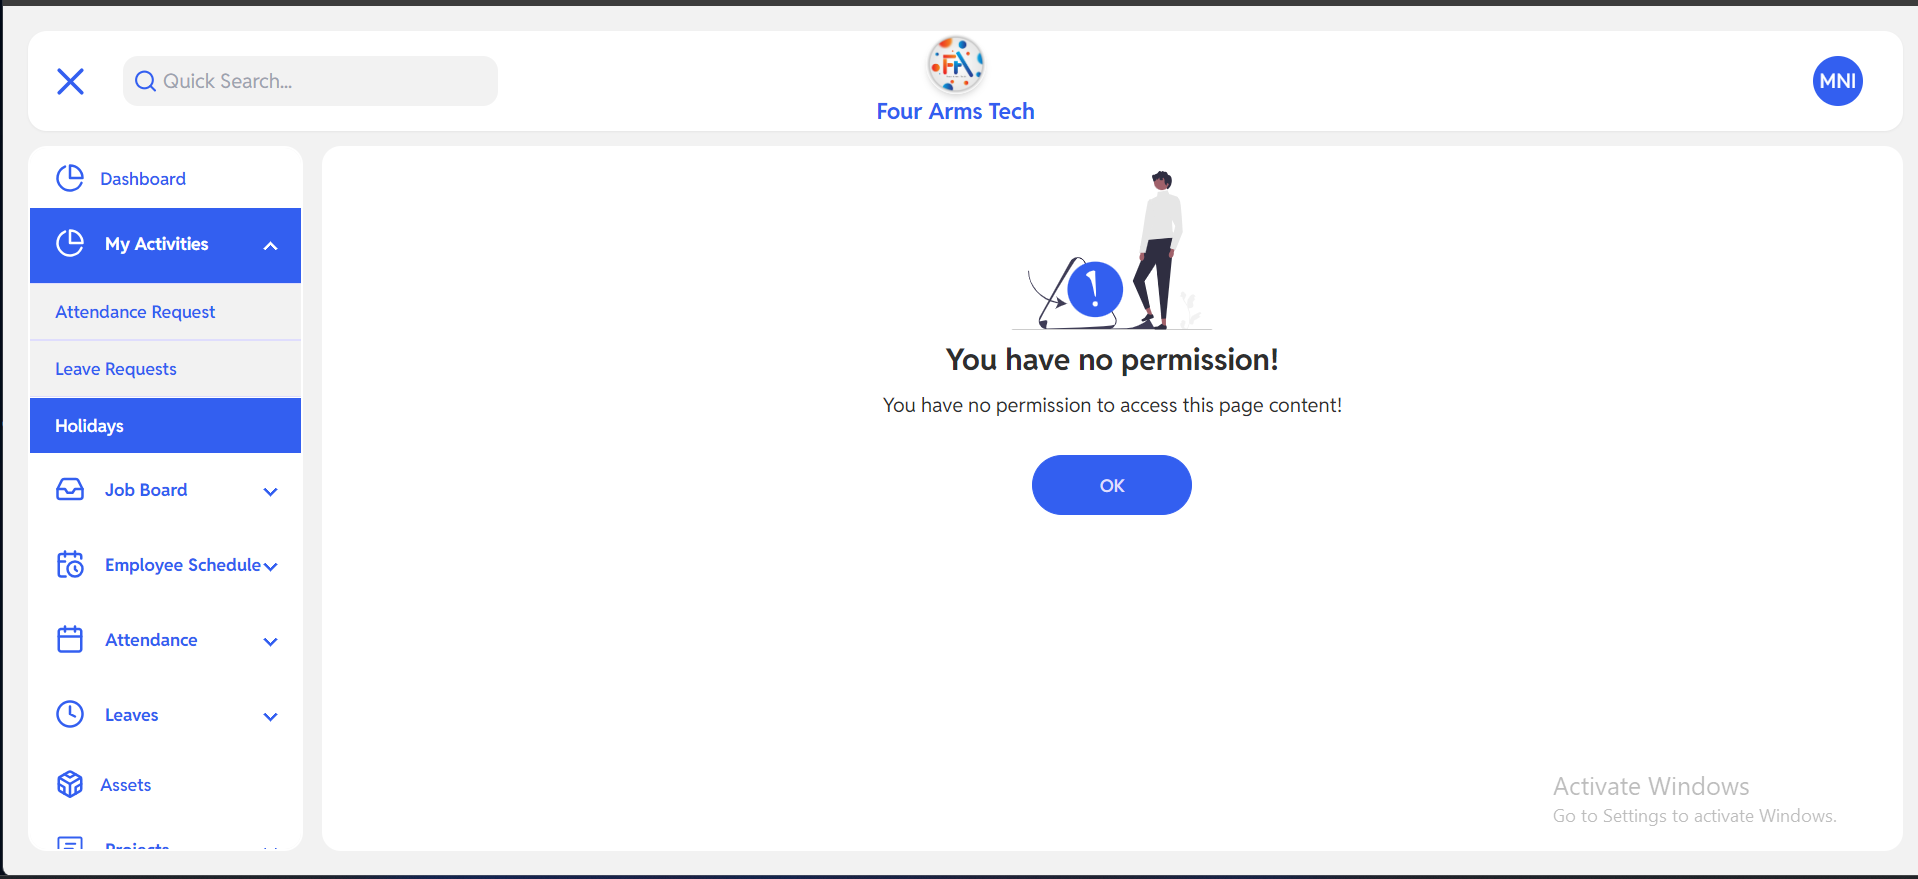 Quick Search...
FA
Four Arms Tech
MNI
Dashboard
My Activities
Attendance Request
Leave Requests
Holidays
Job Board
Employee Schedule
Attendance
Leaves
Assets
Projects
!
You have no permission!
You have no permission to access this page content!
OK
Activate Windows
Go to Settings to activate Windows.